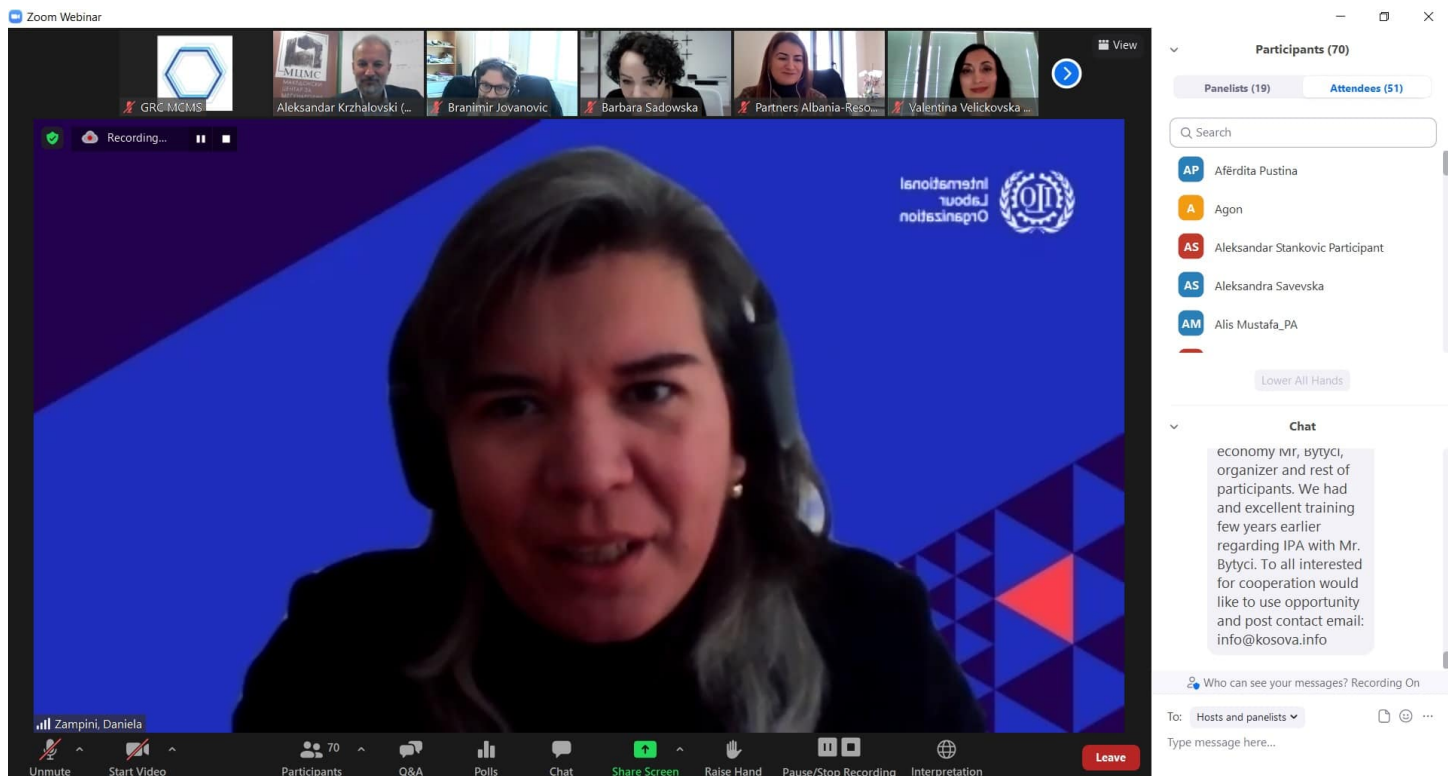 Zoom Webinar
МЦМС
GRC MCMS
Aleksandar Krzhalovski (...
Branimir Jovanovic
Barbara Sadowska
Partners Albania-Reso...
Valentina Velickovska ...
View
Recording...
International
Labour
Organization
Zampini, Daniela
Unmute
Start Video
70
Participants
Q&A
Polls
Chat
Share Screen
Raise Hand
Pause/Stop Recording
Interpretation
Leave
Participants (70)
Panelists (19)
Attendees (51)
Search
AP Afërdita Pustina
A Agon
AS Aleksandar Stankovic Participant
AS Aleksandra Savevska
AM Alis Mustafa_PA
Lower All Hands
Chat
economy Mr, Bytyci,
organizer and rest of
participants. We had
and excellent training
few years earlier
regarding IPA with Mr.
Bytyci. To all interested
for cooperation would
like to use opportunity
and post contact email:
info@kosova.info
Who can see your messages? Recording On
To: Hosts and panelists
Type message here...